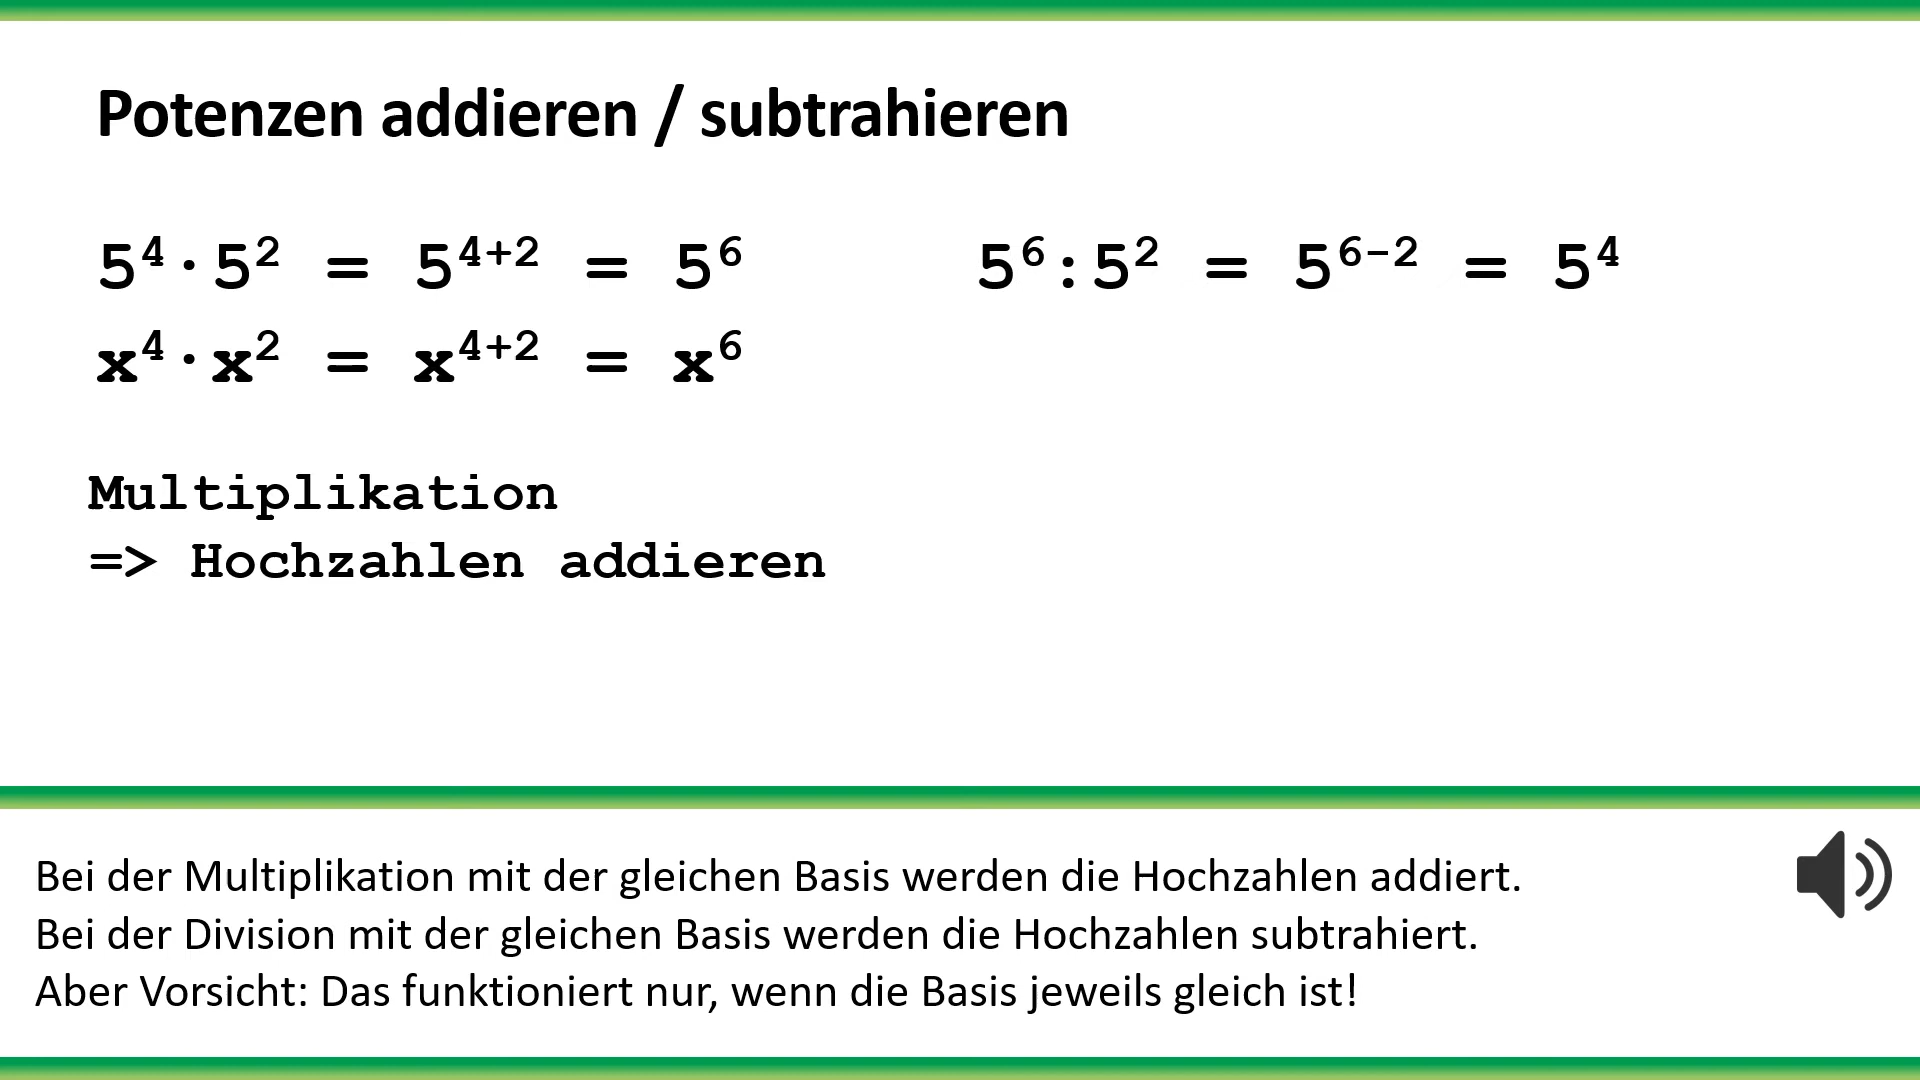 Potenzen addieren / subtrahieren
5⁴·5² = 5⁴⁺² = 5⁶
5⁶:5² = 5⁶⁻² = 5⁴
x⁴·x² = x⁴⁺² = x⁶
Multiplikation
=> Hochzahlen addieren
Bei der Multiplikation mit der gleichen Basis werden die Hochzahlen addiert.
Bei der Division mit der gleichen Basis werden die Hochzahlen subtrahiert.
Aber Vorsicht: Das funktioniert nur, wenn die Basis jeweils gleich ist!